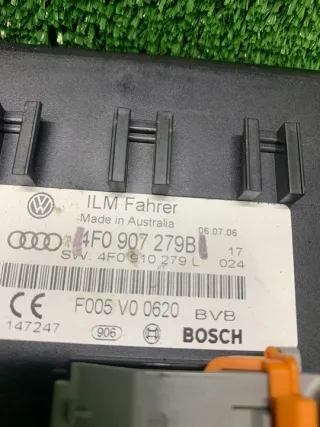 ILM Fahrer
Made in Australia
06.07.06
4F0 907 279B
17
SW. 4F0 910 279 L
024
F005 V0 0620 BVB
147247
906
BOSCH